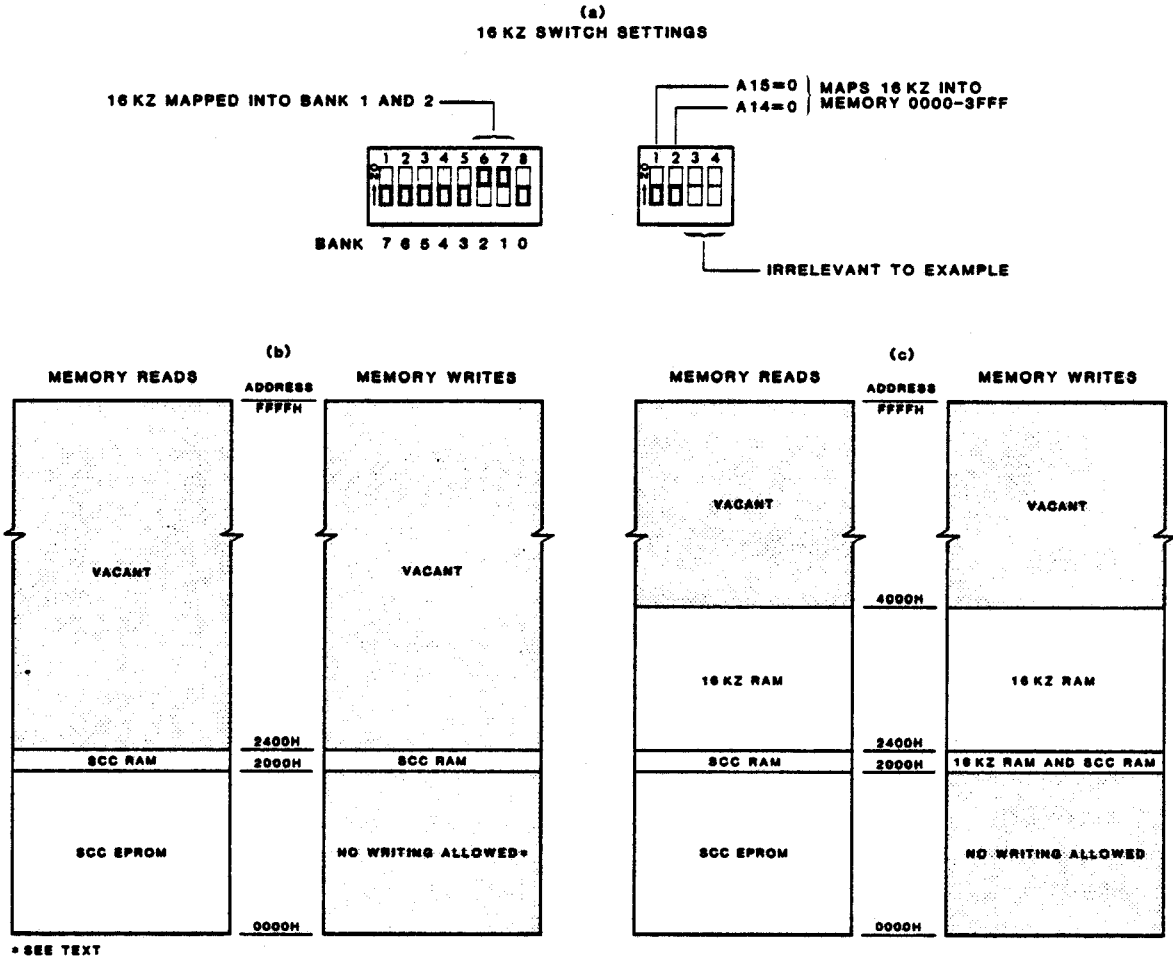 (a)
16 KZ SWITCH SETTINGS
16 KZ MAPPED INTO BANK 1 AND 2
A15=0
A14=0
MAPS 16 KZ INTO
MEMORY 0000-3FFF
1 2 3 4 5 6 7 8
ON
BANK 7 6 5 4 3 2 1 0
1 2 3 4
ON
IRRELEVANT TO EXAMPLE
(b)
MEMORY READS
ADDRESS
MEMORY WRITES
FFFFH
VACANT
VACANT
2400H
SCC RAM
2000H
SCC RAM
SCC EPROM
NO WRITING ALLOWED*
0000H
* SEE TEXT
(c)
MEMORY READS
ADDRESS
MEMORY WRITES
FFFFH
VACANT
VACANT
4000H
16 KZ RAM
16 KZ RAM
2400H
SCC RAM
2000H
16 KZ RAM AND SCC RAM
SCC EPROM
NO WRITING ALLOWED
0000H